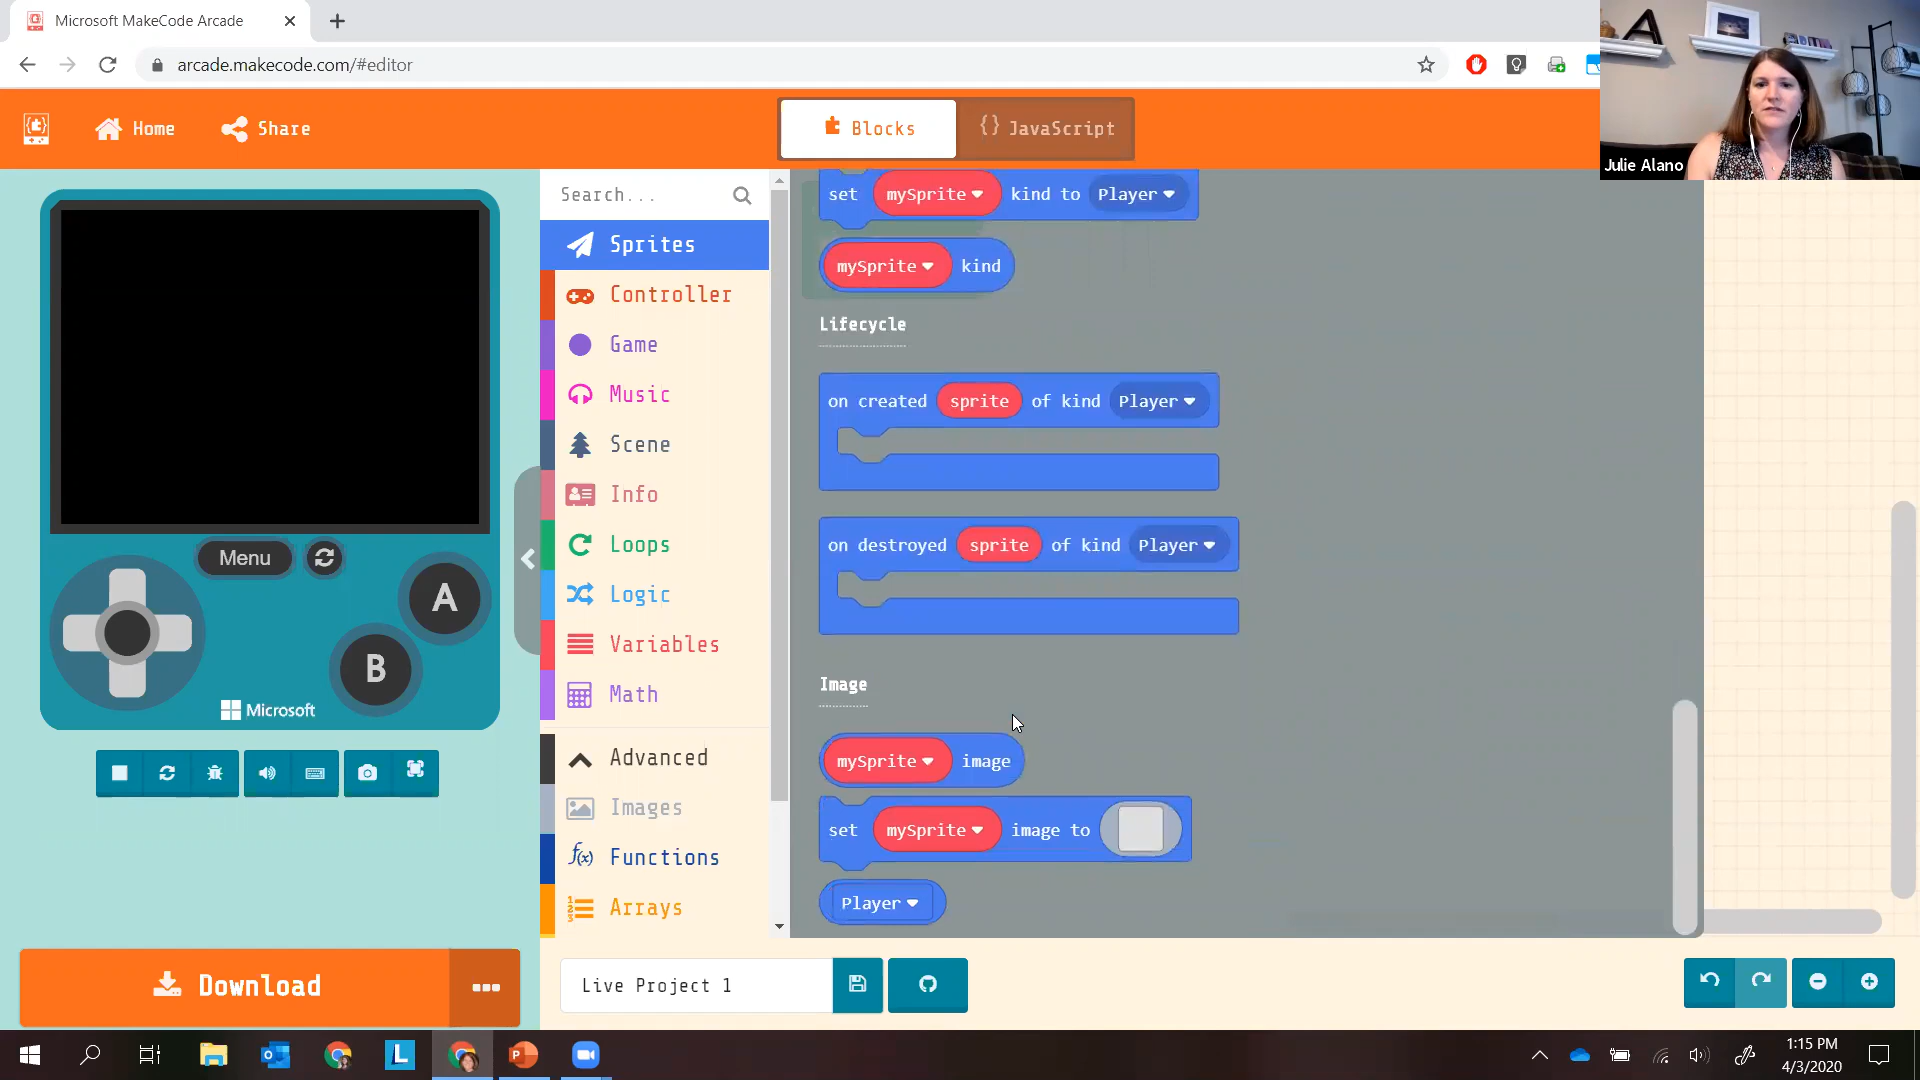 Microsoft MakeCode Arcade
arcade.makecode.com/#editor
Home
Share
Blocks
{} JavaScript
Julie Alano
Search...
Sprites
Controller
Game
Music
Scene
Info
Loops
Logic
Variables
Math
Advanced
Images
f(x) Functions
Arrays
set mySprite kind to Player
mySprite kind
Lifecycle
on created sprite of kind Player
on destroyed sprite of kind Player
Image
mySprite image
set mySprite image to
Player
Menu
A
B
Microsoft
Download
...
Live Project 1
1:15 PM
4/3/2020